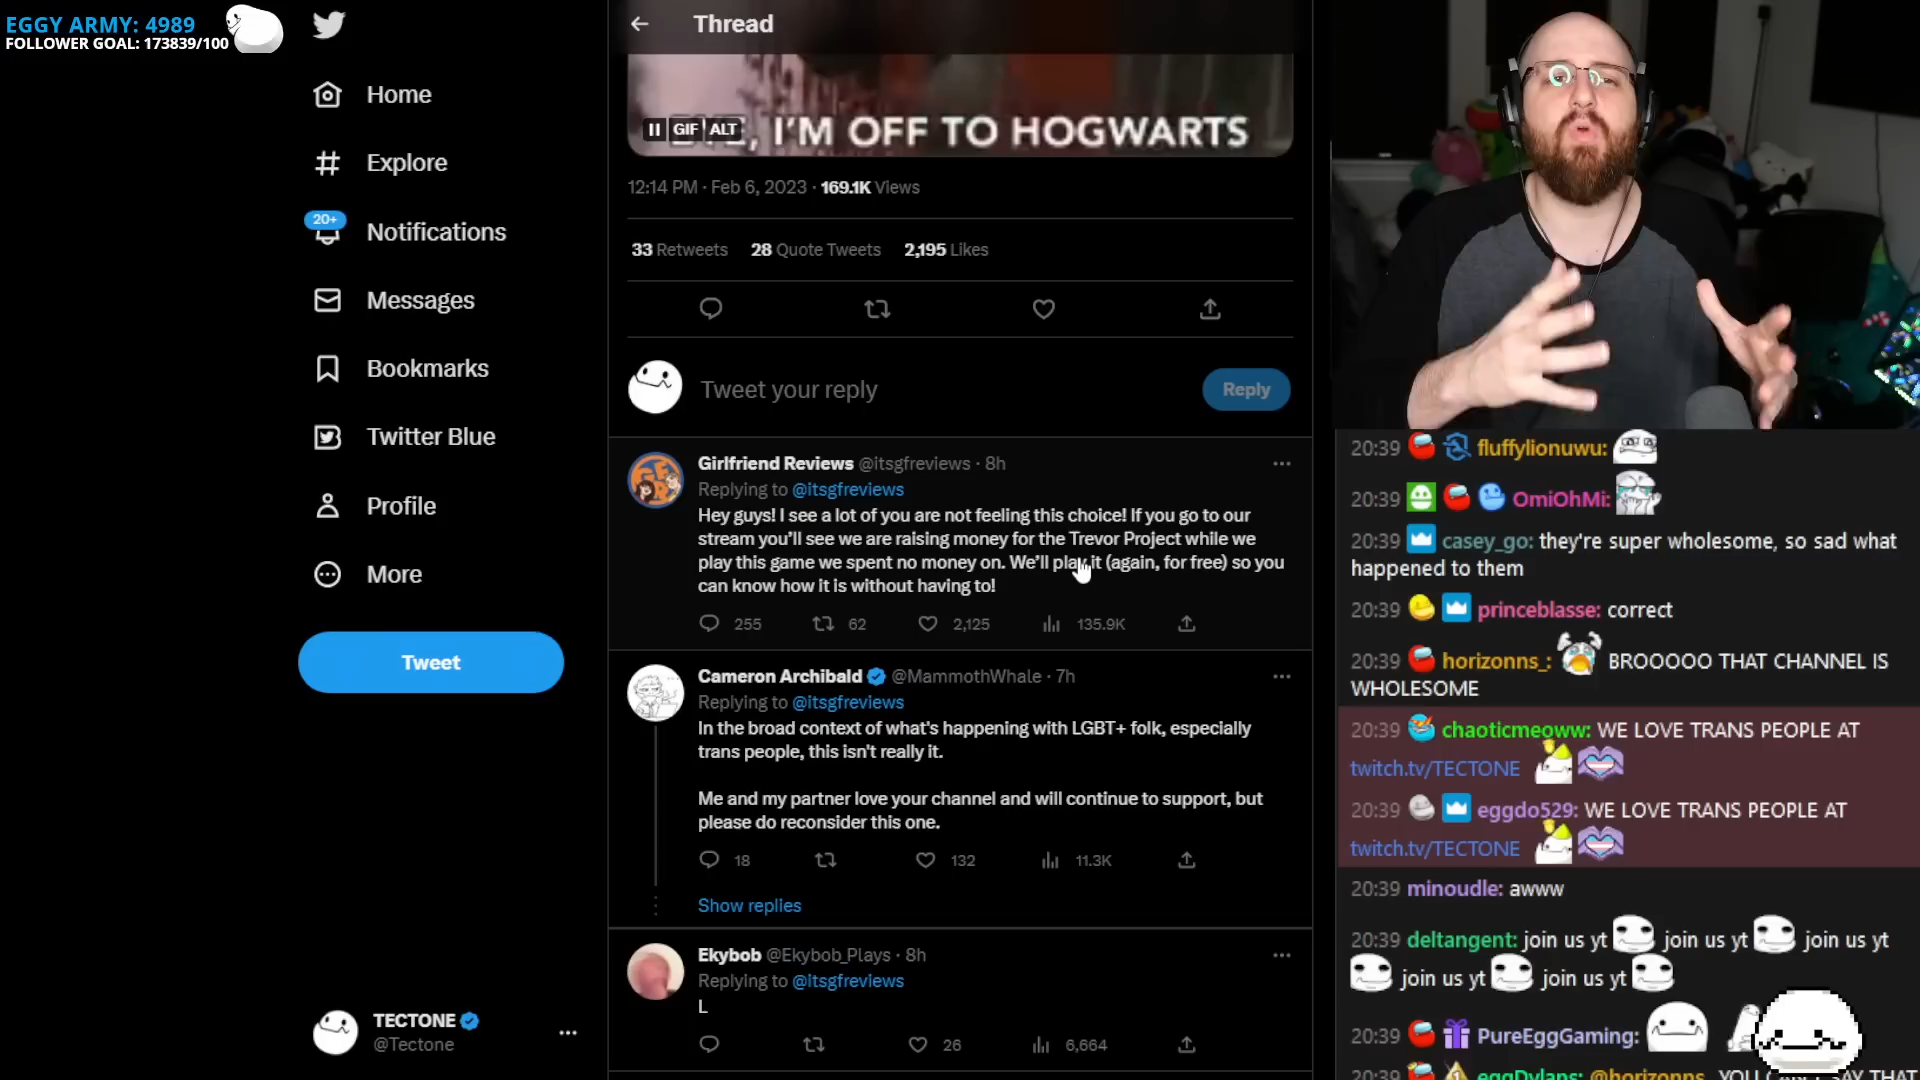 EGGY ARMY: 4989
FOLLOWER GOAL: 173839/100
Home
Explore
20+
Notifications
Messages
Bookmarks
Twitter Blue
Profile
More
Tweet
TECTONE
@Tectone
Thread
GIF ALT , I'M OFF TO HOGWARTS
12:14 PM · Feb 6, 2023 · 169.1K Views
33 Retweets 28 Quote Tweets 2,195 Likes
Tweet your reply
Reply
Girlfriend Reviews @itsgfreviews · 8h
Replying to @itsgfreviews
Hey guys! I see a lot of you are not feeling this choice! If you go to our
stream you'll see we are raising money for the Trevor Project while we
play this game we spent no money on. We'll play it (again, for free) so you
can know how it is without having to!
255 62 2,125 135.9K
Cameron Archibald @MammothWhale · 7h
Replying to @itsgfreviews
In the broad context of what's happening with LGBT+ folk, especially
trans people, this isn't really it.
Me and my partner love your channel and will continue to support, but
please do reconsider this one.
18 132 11.3K
Show replies
Ekybob @Ekybob_Plays · 8h
Replying to @itsgfreviews
L
26 6,664
20:39 fluffylionuwu:
20:39 OmiOhMi:
20:39 casey_go: they're super wholesome, so sad what
happened to them
20:39 princeblasse: correct
20:39 horizonns_: BROOOOO THAT CHANNEL IS
WHOLESOME
20:39 chaoticmeoww: WE LOVE TRANS PEOPLE AT
twitch.tv/TECTONE
20:39 eggdo529: WE LOVE TRANS PEOPLE AT
twitch.tv/TECTONE
20:39 minoudle: awww
20:39 deltangent: join us yt join us yt join us yt
join us yt join us yt
20:39 PureEggGaming:
20:39 eggDylans: @horizonns_ YOU CAN'T SAY THAT